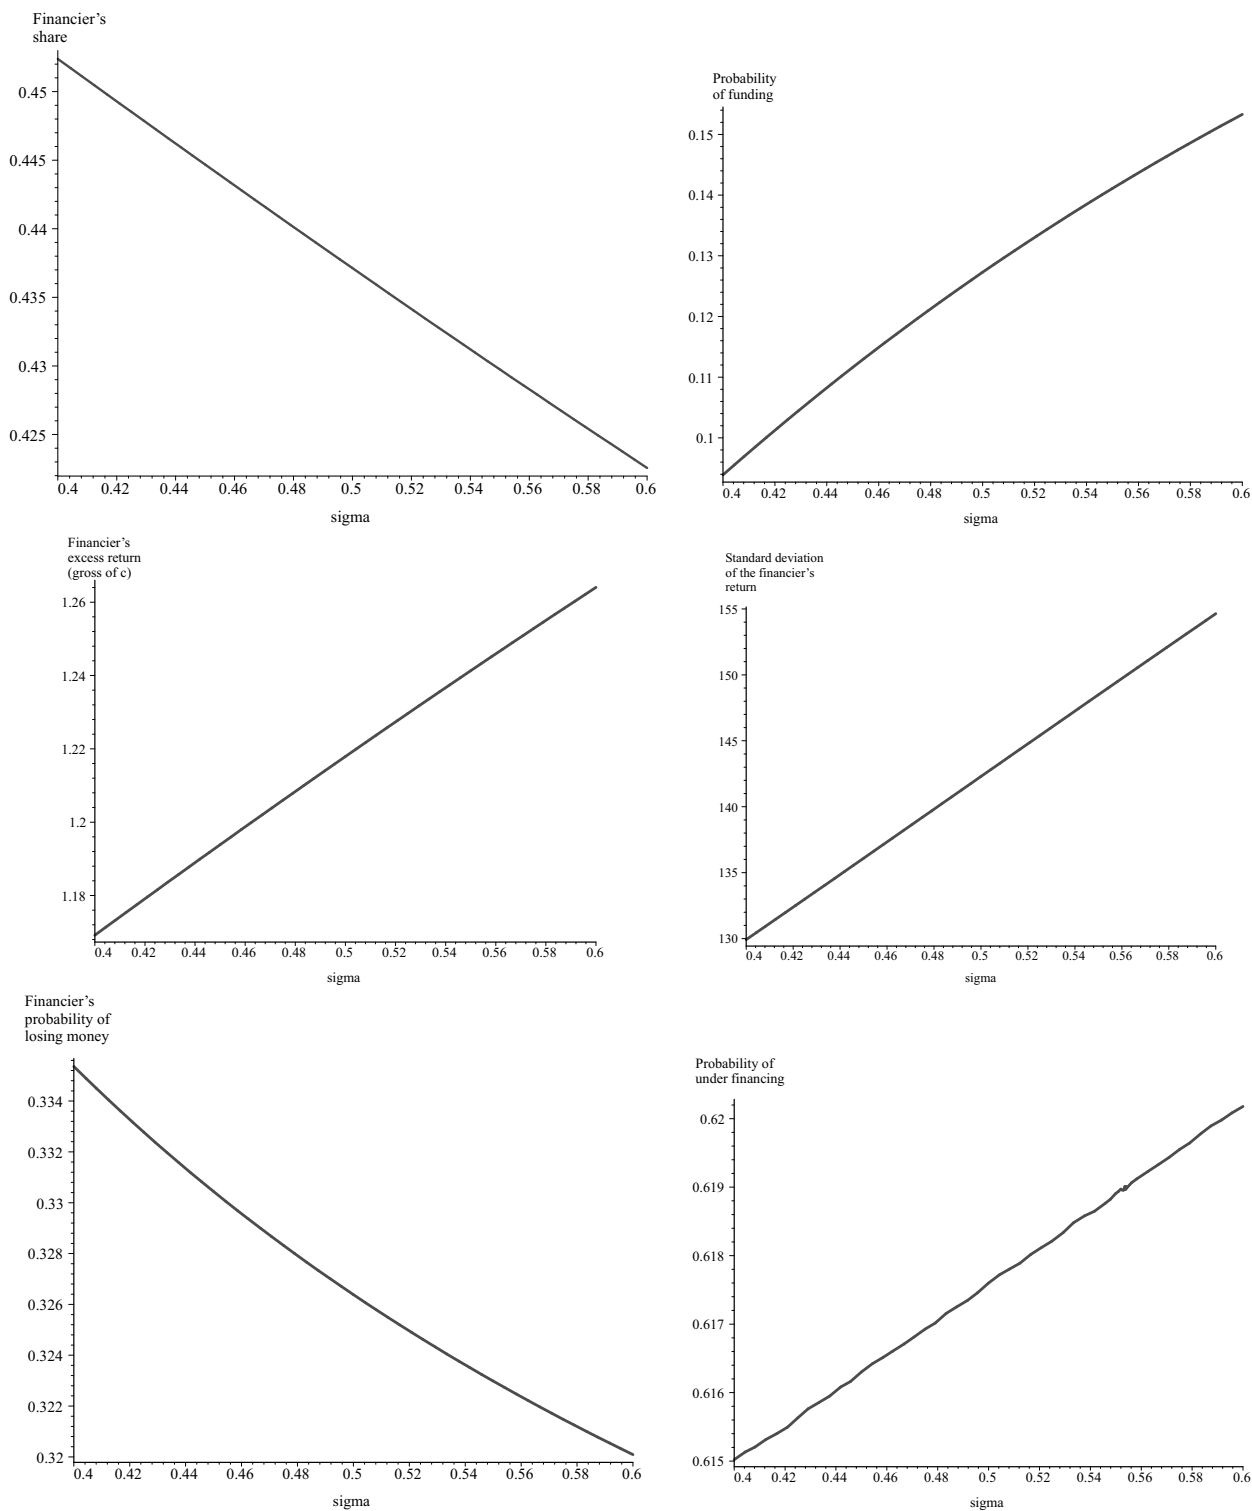 Financier’s
share
0.45
0.445
0.44
0.435
0.43
0.425
0.4 0.42 0.44 0.46 0.48 0.5 0.52 0.54 0.56 0.58 0.6
sigma
Probability
of funding
0.15
0.14
0.13
0.12
0.11
0.1
0.4 0.42 0.44 0.46 0.48 0.5 0.52 0.54 0.56 0.58 0.6
sigma
Financier’s
excess return
(gross of c)
1.26
1.24
1.22
1.2
1.18
0.4 0.42 0.44 0.46 0.48 0.5 0.52 0.54 0.56 0.58 0.6
sigma
Standard deviation
of the financier’s
return
155
150
145
140
135
130
0.4 0.42 0.44 0.46 0.48 0.5 0.52 0.54 0.56 0.58 0.6
sigma
Financier’s
probability of
losing money
0.334
0.332
0.33
0.328
0.326
0.324
0.322
0.32
0.4 0.42 0.44 0.46 0.48 0.5 0.52 0.54 0.56 0.58 0.6
sigma
Probability of
under financing
0.62
0.619
0.618
0.617
0.616
0.615
0.4 0.42 0.44 0.46 0.48 0.5 0.52 0.54 0.56 0.58 0.6
sigma